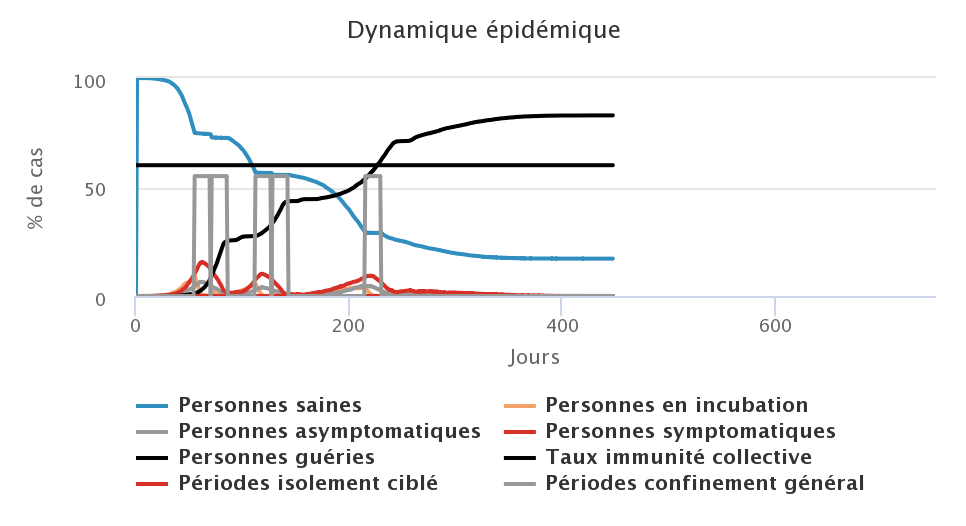 Dynamique épidémique
% de cas
100
50
0
0 200 400 600
Jours
Personnes saines Personnes en incubation
Personnes asymptomatiques Personnes symptomatiques
Personnes guéries Taux immunité collective
Périodes isolement ciblé Périodes confinement général